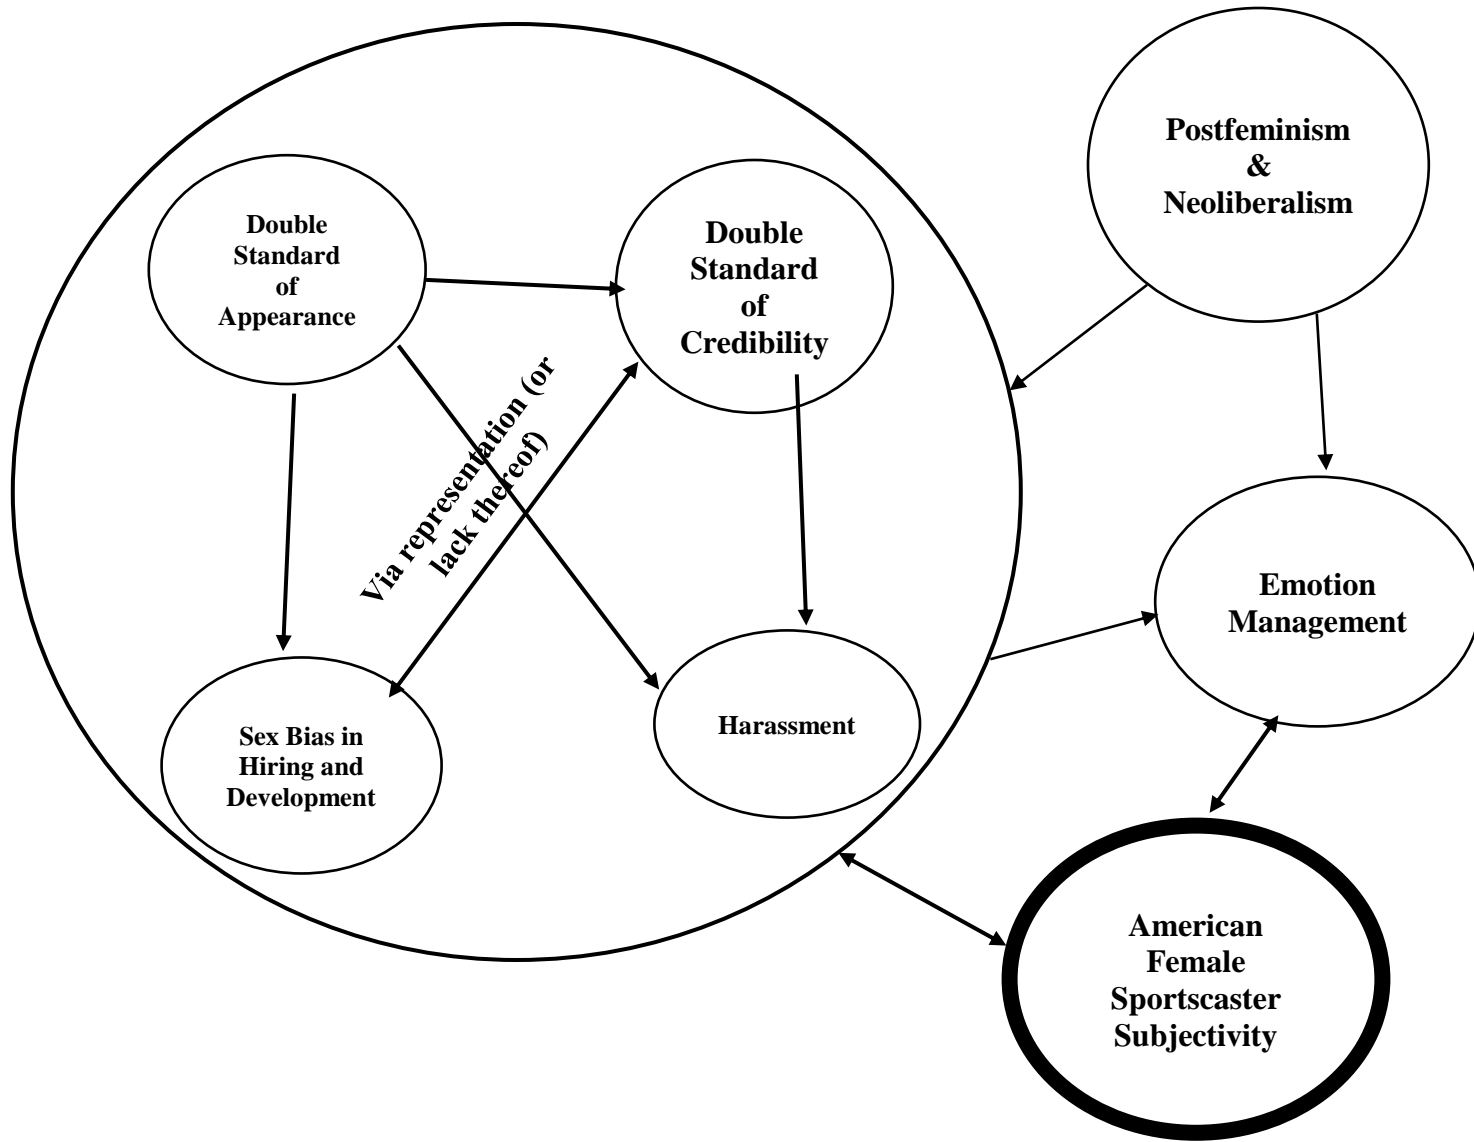 Postfeminism
&
Neoliberalism
Double
Standard
of
Appearance
Double
Standard
of
Credibility
Via representation (or
lack thereof)
Emotion
Management
Sex Bias in
Hiring and
Development
Harassment
American
Female
Sportscaster
Subjectivity